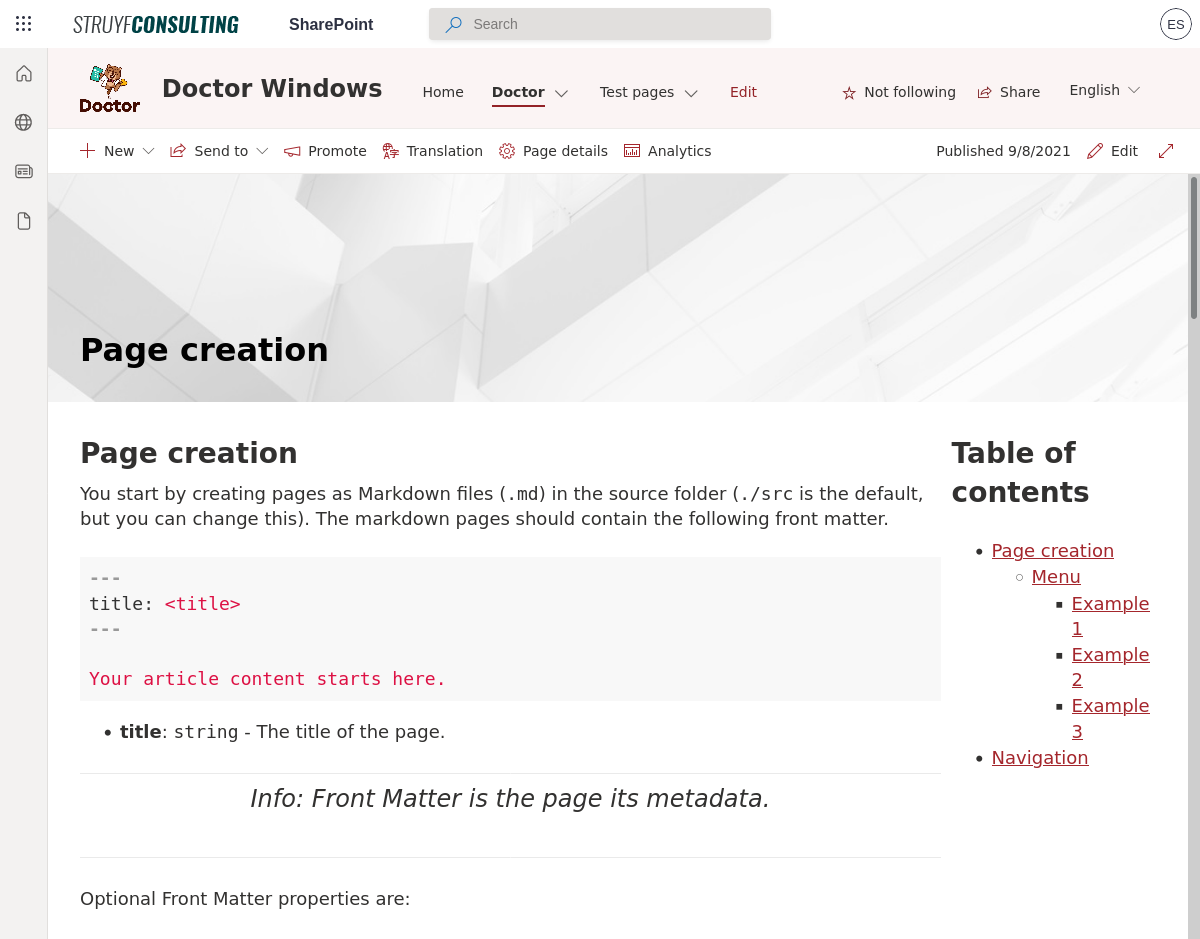 STRUYFCONSULTING
SharePoint
Search
ES
Doctor
Doctor Windows
Home
Doctor
Test pages
Edit
Not following
Share
English
New
Send to
Promote
Translation
Page details
Analytics
Published 9/8/2021
Edit
Page creation
Page creation
You start by creating pages as Markdown files (.md) in the source folder (./src is the default,
but you can change this). The markdown pages should contain the following front matter.
---
title: <title>
---
Your article content starts here.
• title: string - The title of the page.
Info: Front Matter is the page its metadata.
Optional Front Matter properties are:
Table of
contents
• Page creation
○ Menu
▪ Example
1
▪ Example
2
▪ Example
3
• Navigation